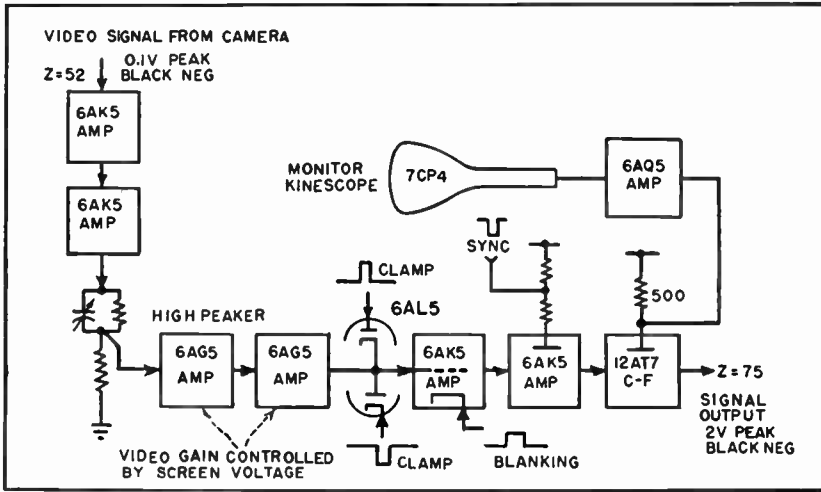 VIDEO SIGNAL FROM CAMERA
Z=52
0.1V PEAK
BLACK NEG
6AK5
AMP
6AK5
AMP
MONITOR
KINESCOPE
7CP4
6AQ5
AMP
SYNC
CLAMP
6AL5
500
HIGH PEAKER
6AG5
AMP
6AG5
AMP
6AK5
AMP
6AK5
AMP
12AT7
C-F
Z=75
SIGNAL
OUTPUT
2V PEAK
BLACK NEG
VIDEO GAIN CONTROLLED
BY SCREEN VOLTAGE
CLAMP
BLANKING